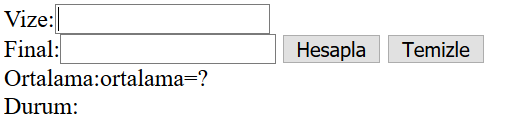 Vize:
Final: Hesapla Temizle
Ortalama:ortalama=?
Durum: